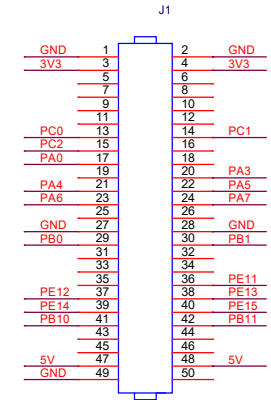 J1
GND 1 2 GND
3V3 3 4 3V3
5 6
7 8
9 10
11 12
PC0 13 14 PC1
PC2 15 16
PA0 17 18
19 20 PA3
PA4 21 22 PA5
PA6 23 24 PA7
25 26
GND 27 28 GND
PB0 29 30 PB1
31 32
33 34
35 36 PE11
PE12 37 38 PE13
PE14 39 40 PE15
PB10 41 42 PB11
43 44
45 46
5V 47 48 5V
GND 49 50